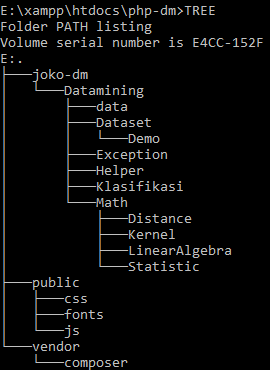 E:\xampp\htdocs\php-dm>TREE
Folder PATH listing
Volume serial number is E4CC-152F
E:.
├───joko-dm
│   └───Datamining
│       ├───data
│       ├───Dataset
│       │   └───Demo
│       ├───Exception
│       ├───Helper
│       ├───Klasifikasi
│       └───Math
│           ├───Distance
│           ├───Kernel
│           ├───LinearAlgebra
│           └───Statistic
├───public
│   ├───css
│   ├───fonts
│   └───js
└───vendor
    └───composer